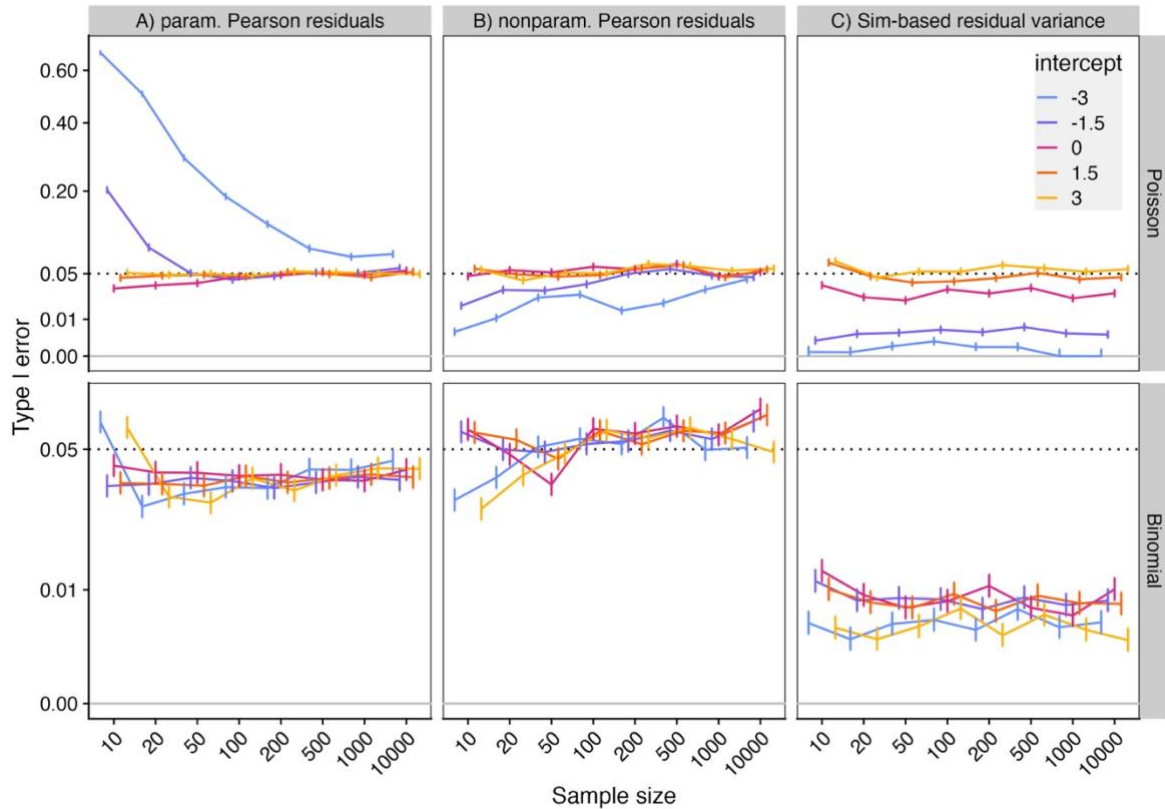 A) param. Pearson residuals
B) nonparam. Pearson residuals
C) Sim-based residual variance
Type I error
0.60
0.40
0.20
0.05
0.01
0.00
intercept
-3
-1.5
0
1.5
3
Poisson
0.05
0.01
0.00
Binomial
10 20 50 100 200 500 1000 10000
10 20 50 100 200 500 1000 10000
10 20 50 100 200 500 1000 10000
Sample size